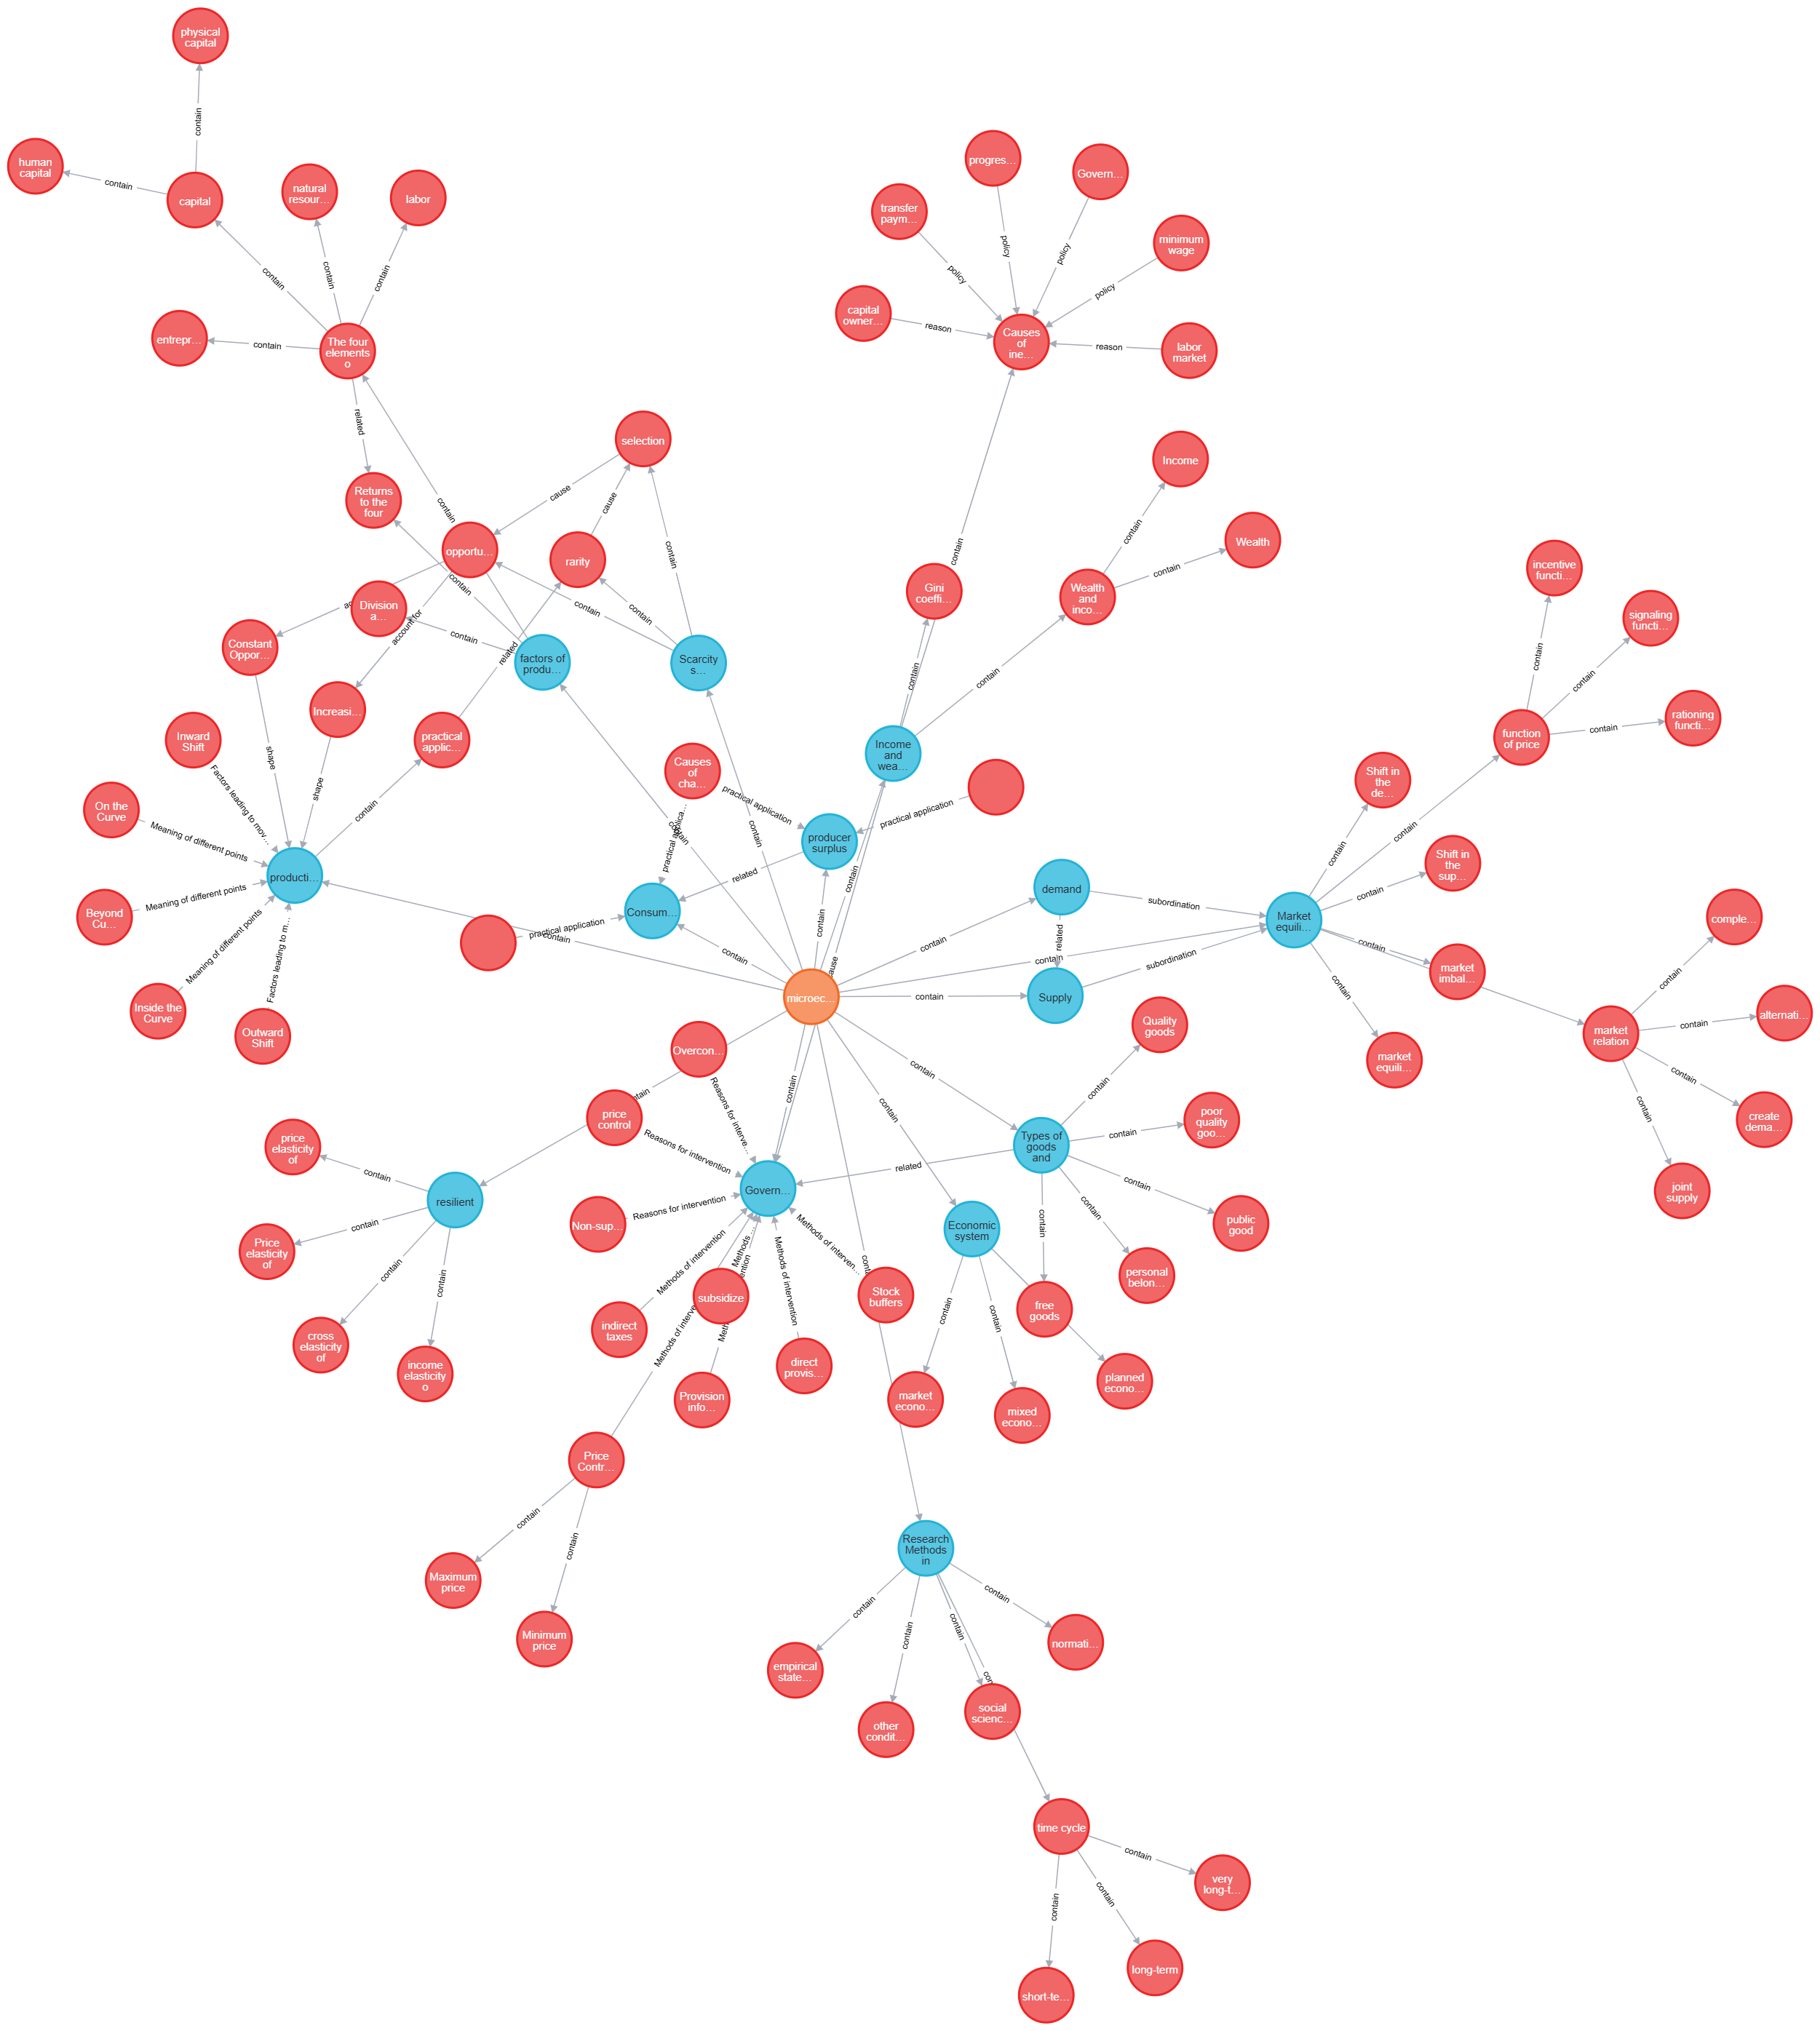 physical
capital
contain
human
capital
contain
capital
natural
resour…
labor
contain
contain
contain
entrepr…
contain
The four
elements
o
related
Returns
to the
four
contain
progres…
Govern…
transfer
paym…
minimum
wage
policy
policy
policy
policy
capital
owner…
reason
Causes
of
ine…
reason
labor
market
selection
cause
cause
opportu…
rarity
contain
contain
contain
contain
Division
a…
account for
contain
related
Constant
Oppor…
factors of
produ…
Scarcity
s…
Increasi…
practical
applic…
Inward
Shift
shape
shape
Factors leading to mov…
contain
On the
Curve
Meaning of different points
producti…
Beyond
Cu…
Meaning of different points
Meaning of different points
Factors leading to m…
Inside the
Curve
Outward
Shift
Income
Wealth
contain
contain
Wealth
and
inco…
contain
Gini
coeffi…
contain
contain
Income
and
wea…
Causes
of
cha…
practical application
practical applica…
practical application
producer
surplus
related
Consum…
practical application
contain
contain
contain
contain
contain
contain
contain
cause
microec…
demand
contain
subordination
related
contain
contain
Supply
subordination
Market
equili…
incentive
functi…
signaling
functi…
rationing
functi…
contain
contain
contain
function
of price
contain
Shift in
the
de…
contain
Shift in
the
sup…
contain
contain
market
imbal…
contain
market
equili…
market
relation
comple…
alternati…
create
dema…
joint
supply
contain
contain
contain
contain
Overcon…
price
control
Reasons for interve…
Reasons for intervention
Non-sup…
Reasons for intervention
contain
Govern…
related
contain
contain
Quality
goods
contain
poor
quality
goo…
contain
Types of
goods
and
contain
public
good
contain
personal
belon…
contain
free
goods
price
elasticity
of
contain
resilient
Price
elasticity
of
contain
contain
contain
cross
elasticity
of
income
elasticity
o
Methods of intervention
indirect
taxes
subsidize
Methods …
Methods of interven…
Methods of intervention
Stock
buffers
Provision
info…
direct
provis…
Economic
system
contain
contain
market
econo…
mixed
econo…
planned
econo…
Price
Contr…
contain
contain
Maximum
price
Minimum
price
Research
Methods
in
contain
contain
contain
contain
empirical
state…
other
condit…
social
scienc…
normati…
time cycle
contain
contain
contain
very
long-t…
long-term
short-te…